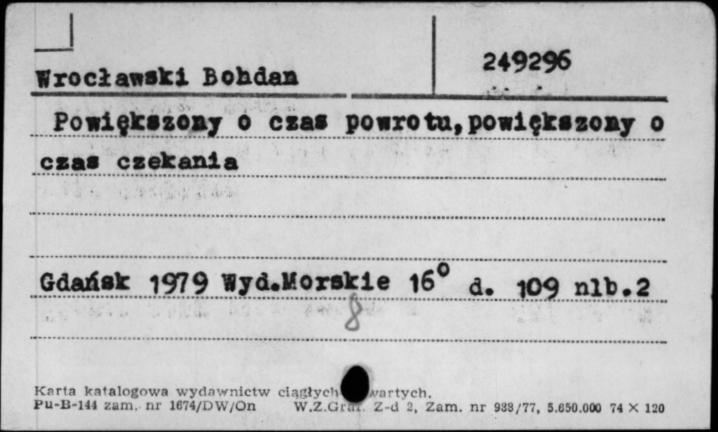 249296
Wrocławski Bohdan
Powiększony o czas powrotu,powiększony o
czas czekania
Gdańsk 1979 Wyd.Morskie 16° d. 109 nlb.2
8
Karta katalogowa wydawnictw ciągłych wartych.
Pu-B-144 zam. nr 1674/DW/On W.Z.Graf. Z-d 2, Zam. nr 938/77, 5.650.000 74 × 120